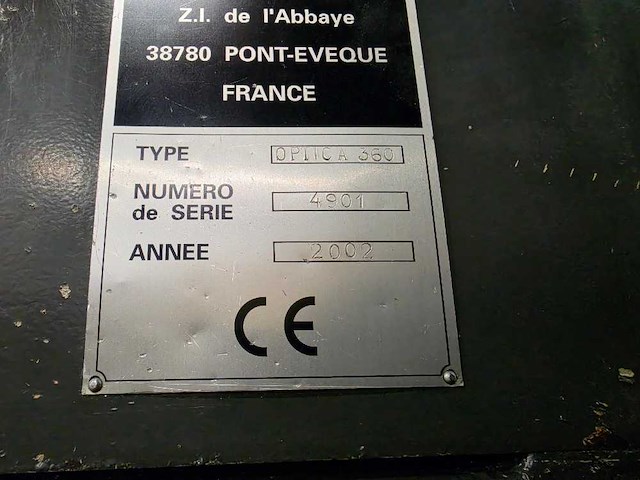 Z.I. de l'Abbaye
38780 PONT-EVEQUE
FRANCE
TYPE OPTICA 360
NUMERO
de SERIE 4901
ANNEE 2002
CE